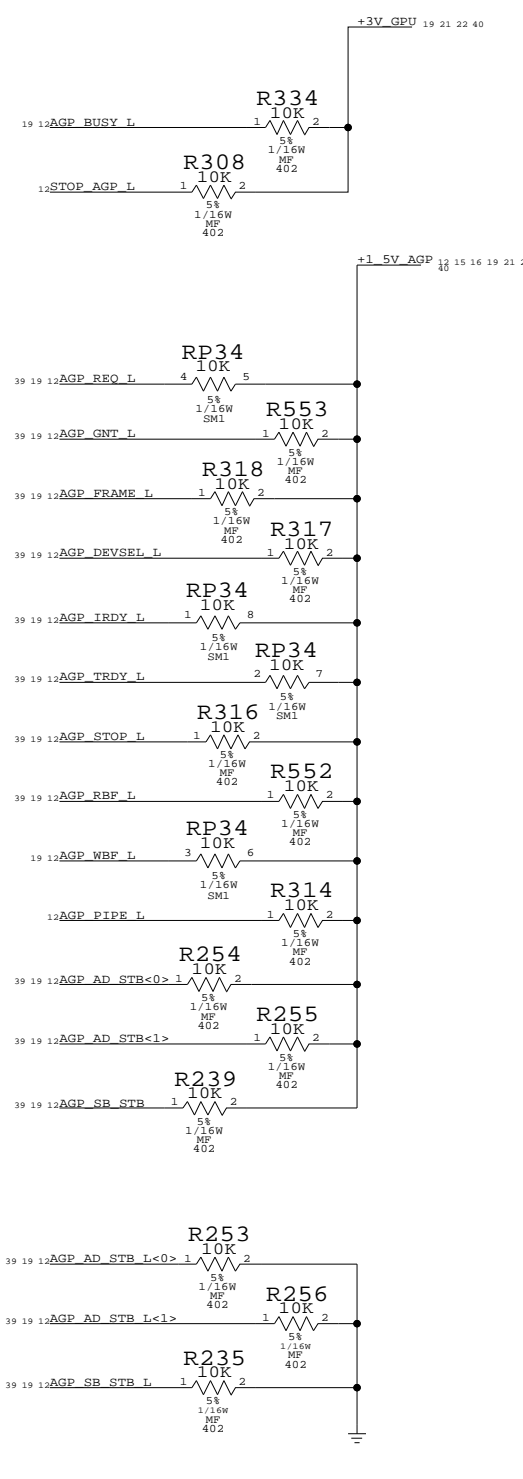 +3V_GPU 19 21 22 40
R334
10K
19 12 AGP_BUSY_L 1 2
5%
1/16W
MF
402
R308
10K
12 STOP_AGP_L 1 2
5%
1/16W
MF
402
+1_5V_AGP 12 15 16 19 21 2
40
RP34
10K
39 19 12 AGP_REQ_L 4 5
5%
1/16W
SM1
R553
10K
39 19 12 AGP_GNT_L 1 2
5%
1/16W
MF
402
R318
10K
39 19 12 AGP_FRAME_L 1 2
5%
1/16W
MF
402
R317
10K
39 19 12 AGP_DEVSEL_L 1 2
5%
1/16W
MF
402
RP34
10K
39 19 12 AGP_IRDY_L 1 8
5%
1/16W
SM1
RP34
10K
39 19 12 AGP_TRDY_L 2 7
5%
1/16W
SM1
R316
10K
39 19 12 AGP_STOP_L 1 2
5%
1/16W
MF
402
R552
10K
39 19 12 AGP_RBF_L 1 2
5%
1/16W
MF
402
RP34
10K
19 12 AGP_WBF_L 3 6
5%
1/16W
SM1
R314
10K
12 AGP_PIPE_L 1 2
5%
1/16W
MF
402
R254
10K
39 19 12 AGP_AD_STB<0> 1 2
5%
1/16W
MF
402
R255
10K
39 19 12 AGP_AD_STB<1> 1 2
5%
1/16W
MF
402
R239
10K
39 19 12 AGP_SB_STB 1 2
5%
1/16W
MF
402
R253
10K
39 19 12 AGP_AD_STB_L<0> 1 2
5%
1/16W
MF
402
R256
10K
39 19 12 AGP_AD_STB_L<1> 1 2
5%
1/16W
MF
402
R235
10K
39 19 12 AGP_SB_STB_L 1 2
5%
1/16W
MF
402